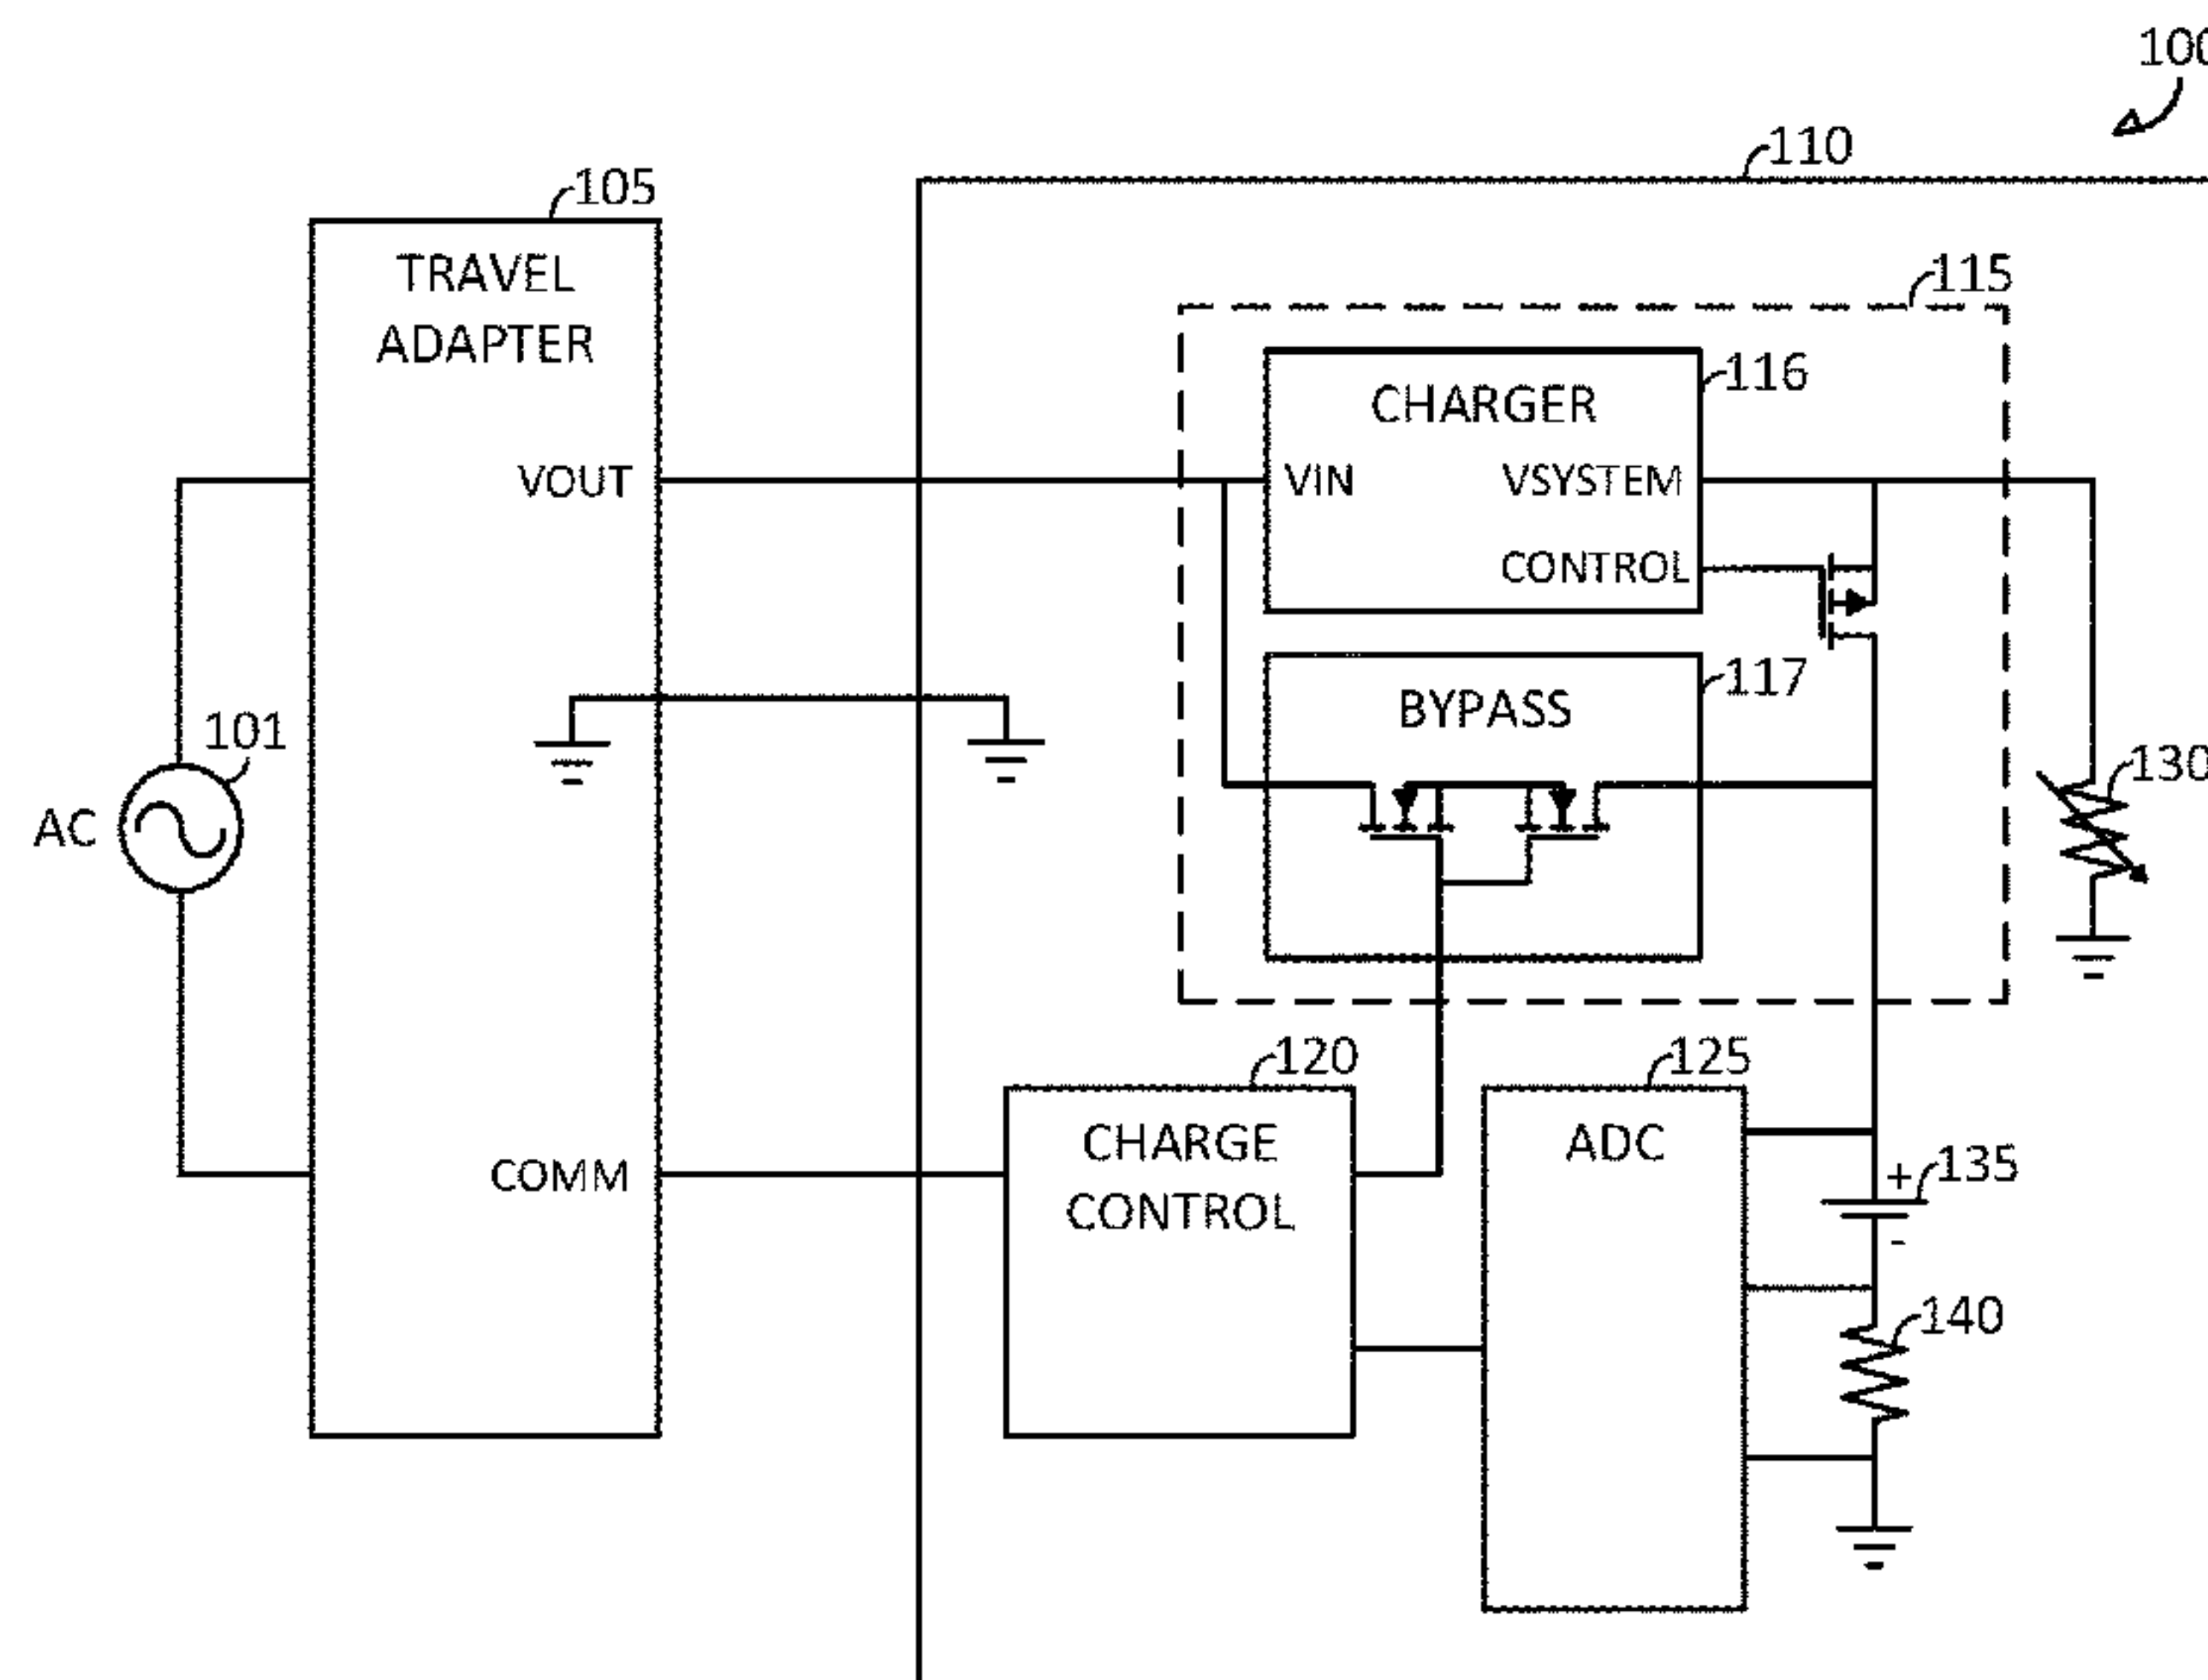 100
110
105
TRAVEL
ADAPTER
115
116
CHARGER
VOUT
VIN
VSYSTEM
CONTROL
117
BYPASS
101
AC
130
120
125
CHARGE
CONTROL
ADC
COMM
+
135
-
140